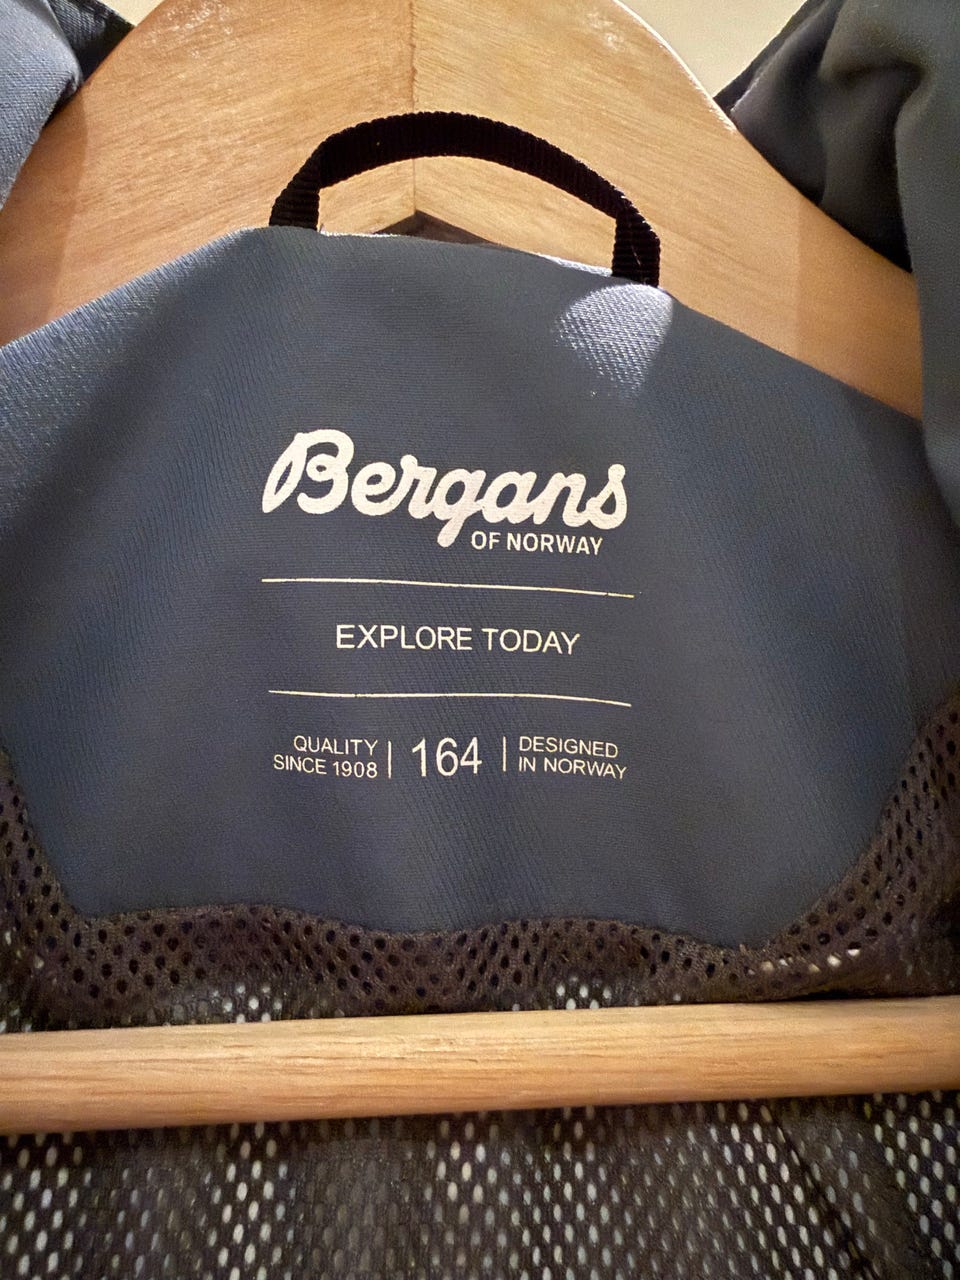 Bergans
OF NORWAY
EXPLORE TODAY
QUALITY
SINCE 1908
164
DESIGNED
IN NORWAY